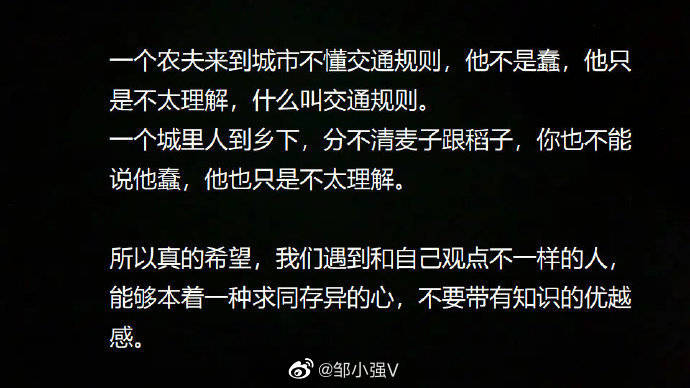 一个农夫来到城市不懂交通规则，他不是蠢，他只
是不太理解，什么叫交通规则。
一个城里人到乡下，分不清麦子跟稻子，你也不能
说他蠢，他也只是不太理解。
所以真的希望，我们遇到和自己观点不一样的人，
能够本着一种求同存异的心，不要带有知识的优越
感。
@邹小强V